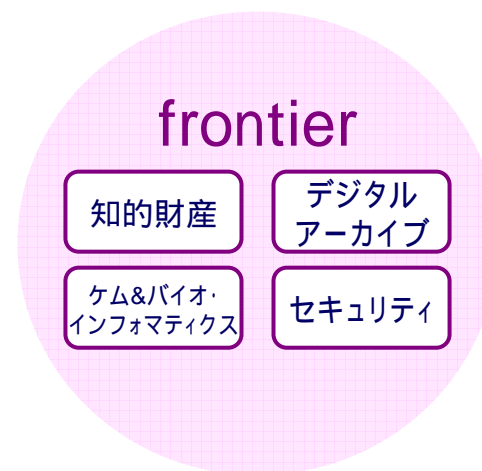 frontier
知的財産
デジタル
アーカイブ
ケム&バイオ・
インフォマティクス
セキュリティ